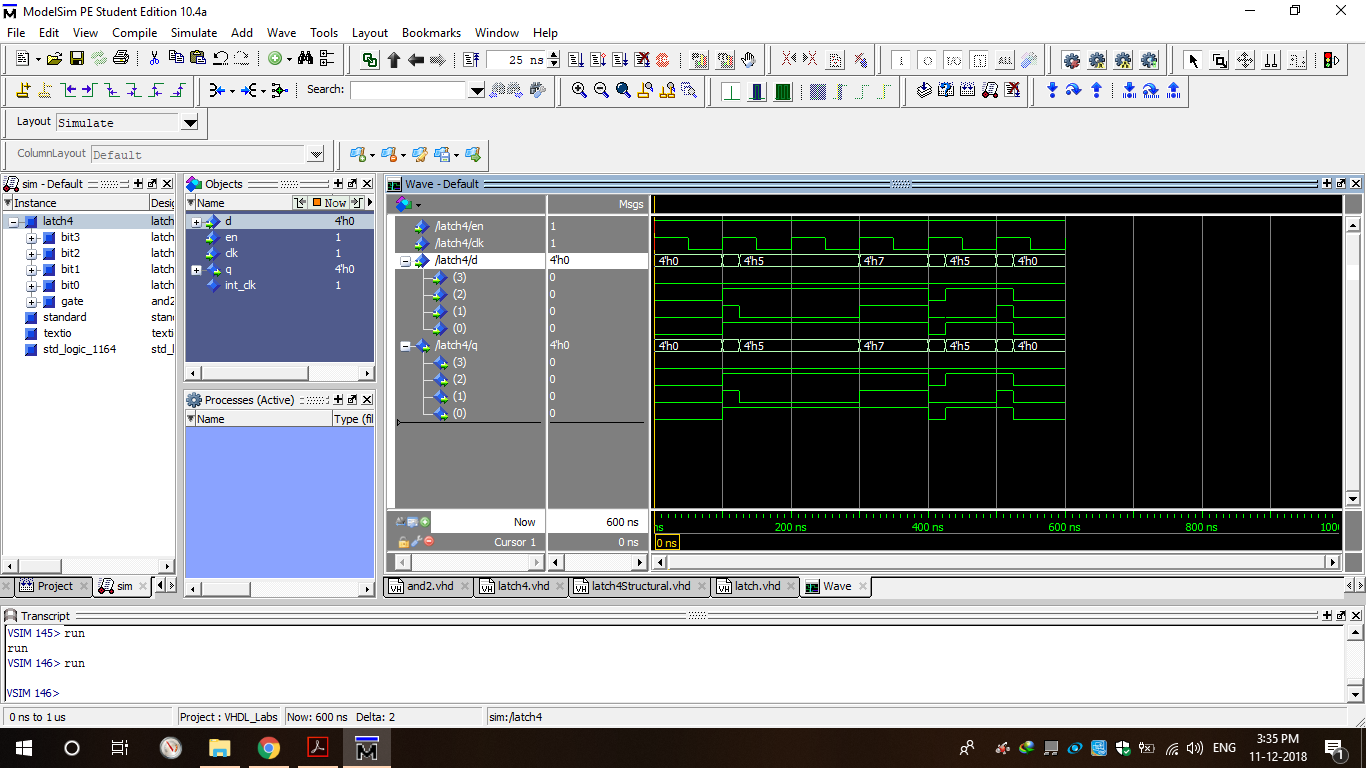 ModelSim PE Student Edition 10.4a
File Edit View Compile Simulate Add Wave Tools Layout Bookmarks Window Help
25 ns
Search:
Layout Simulate
ColumnLayout Default
sim - Default
Instance Desig
latch4 latch
bit3 latch
bit2 latch
bit1 latch
bit0 latch
gate and2
standard stand
textio textio
std_logic_1164 std_l
Objects
Name Now
d 4'h0
en 1
clk 1
q 4'h0
int_clk 1
Processes (Active)
Name Type (fil
Wave - Default
Msgs
/latch4/en 1
/latch4/clk 1
/latch4/d 4'h0 4'h0 4'h5 4'h7 4'h5 4'h0
(3) 0
(2) 0
(1) 0
(0) 0
/latch4/q 4'h0 4'h0 4'h5 4'h7 4'h5 4'h0
(3) 0
(2) 0
(1) 0
(0) 0
Now 600 ns ns 200 ns 400 ns 600 ns 800 ns 1000
Cursor 1 0 ns 0 ns
Project sim
and2.vhd latch4.vhd latch4Structural.vhd latch.vhd Wave
Transcript
VSIM 145> run
run
VSIM 146> run
VSIM 146>
0 ns to 1 us Project : VHDL_Labs Now: 600 ns Delta: 2 sim:/latch4
ENG 3:35 PM
11-12-2018 1